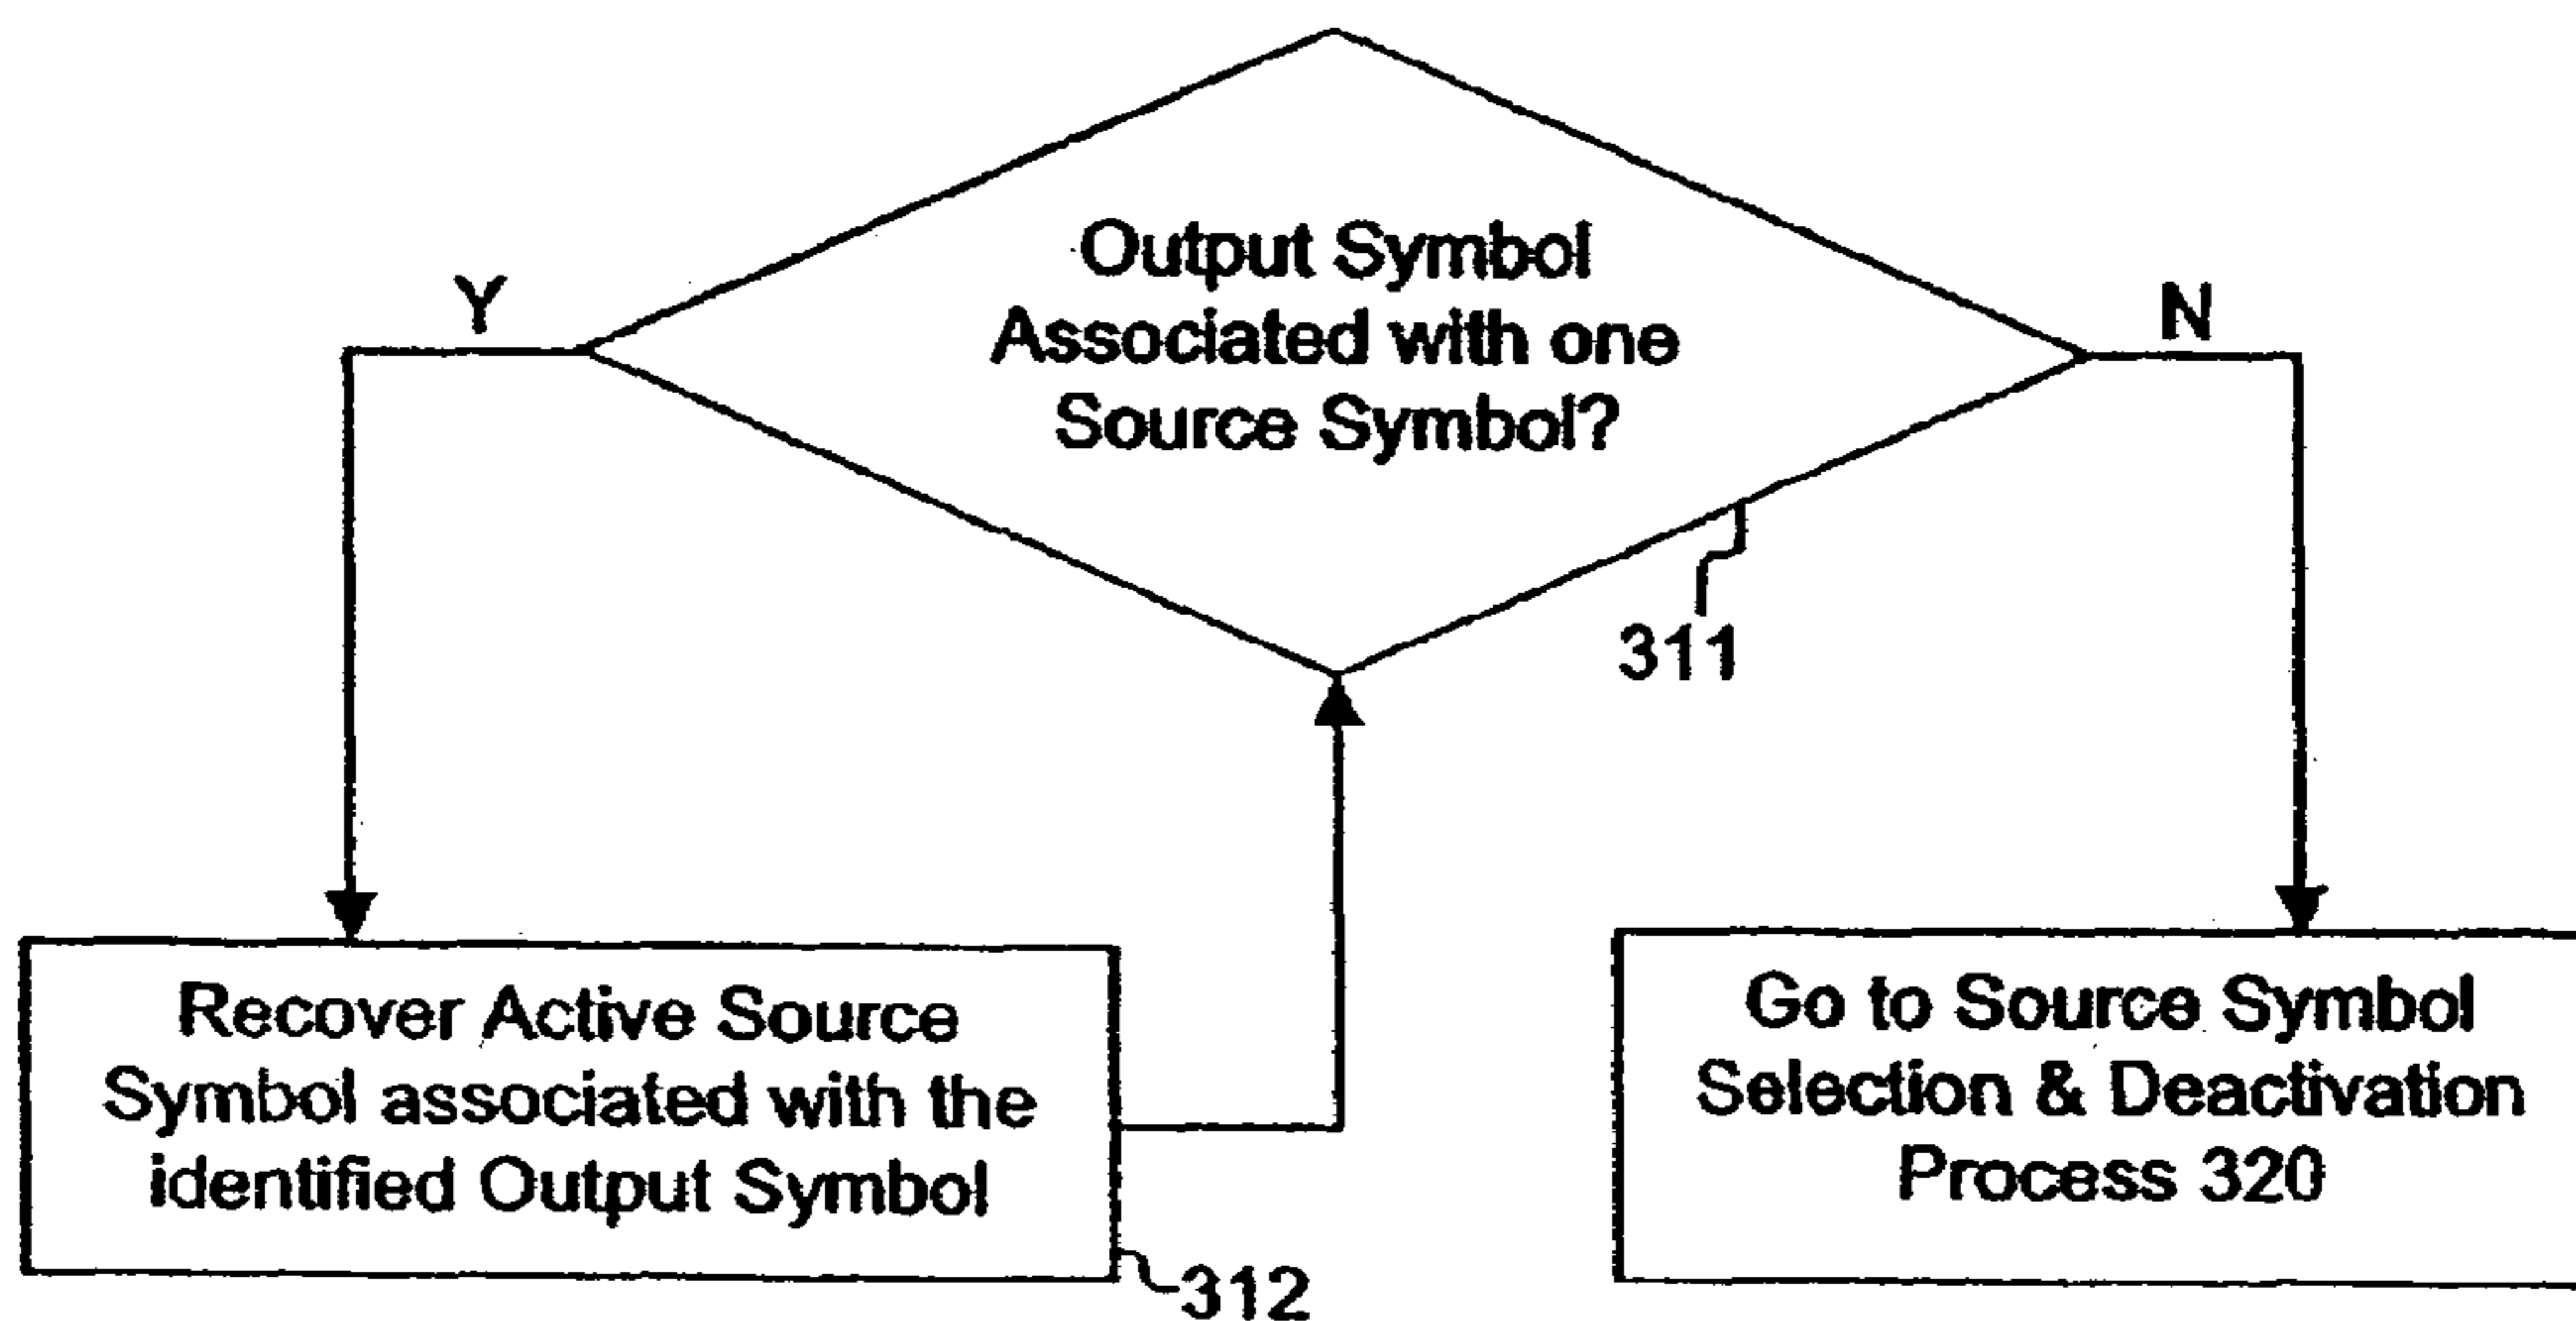 Output Symbol
Associated with one
Source Symbol?
Y
N
311
Recover Active Source
Symbol associated with the
identified Output Symbol
312
Go to Source Symbol
Selection & Deactivation
Process 320